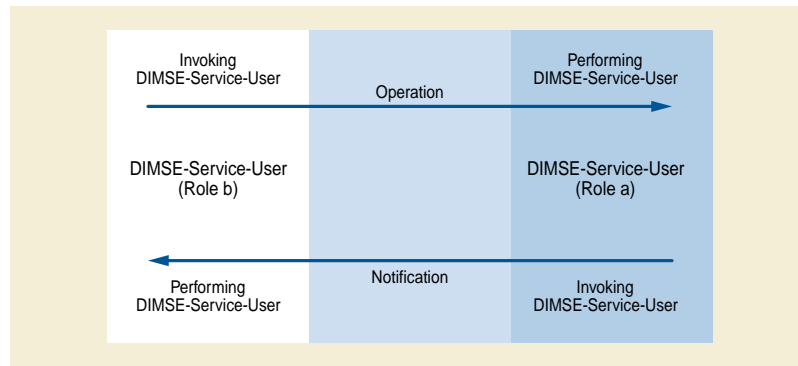 Invoking
DIMSE-Service-User
Performing
DIMSE-Service-User
Operation
DIMSE-Service-User
(Role b)
DIMSE-Service-User
(Role a)
Notification
Performing
DIMSE-Service-User
Invoking
DIMSE-Service-User